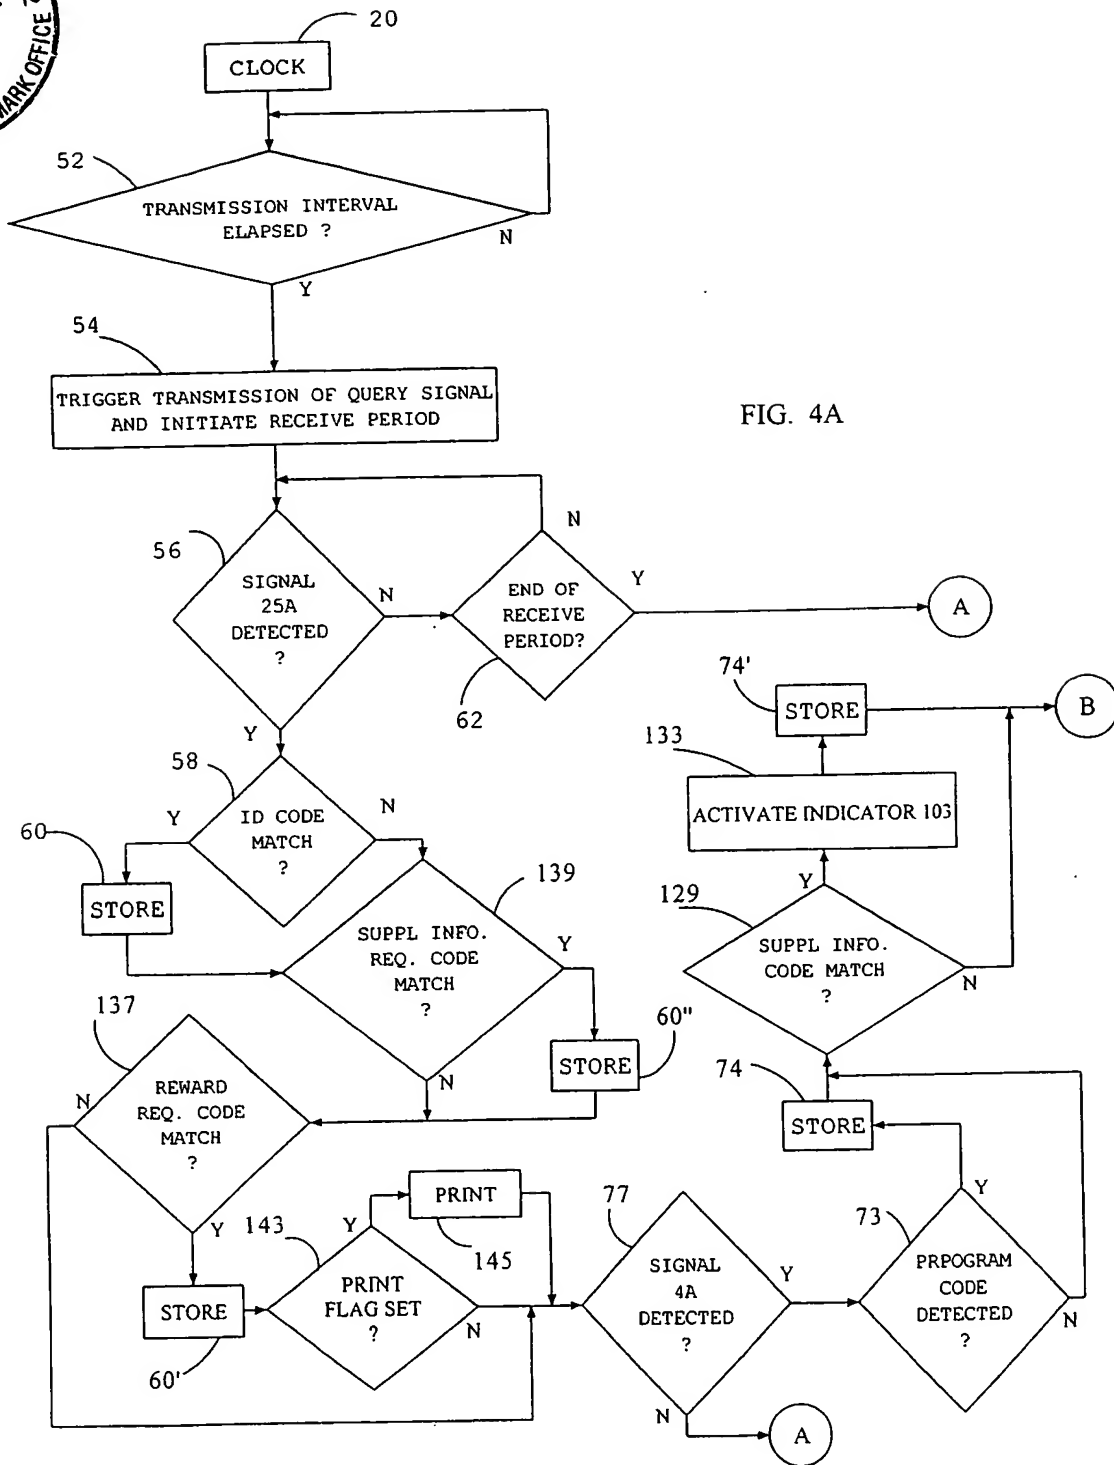 MARK OFFICE
20
CLOCK
52
TRANSMISSION INTERVAL
ELAPSED ?
N
Y
54
TRIGGER TRANSMISSION OF QUERY SIGNAL
AND INITIATE RECEIVE PERIOD
FIG. 4A
56
SIGNAL
25A
DETECTED
?
N
Y
N
END OF
RECEIVE
PERIOD?
Y
62
A
74'
STORE
B
133
ACTIVATE INDICATOR 103
58
Y
ID CODE
MATCH
?
N
60
STORE
139
SUPPL INFO.
REQ. CODE
MATCH
?
Y
N
60"
STORE
Y
129
SUPPL INFO.
CODE MATCH
?
N
137
N
REWARD
REQ. CODE
MATCH
?
Y
74
STORE
STORE
60'
143
Y
PRINT
FLAG SET
?
N
PRINT
145
77
SIGNAL
4A
DETECTED
?
Y
N
A
73
Y
PRPOGRAM
CODE
DETECTED
?
N